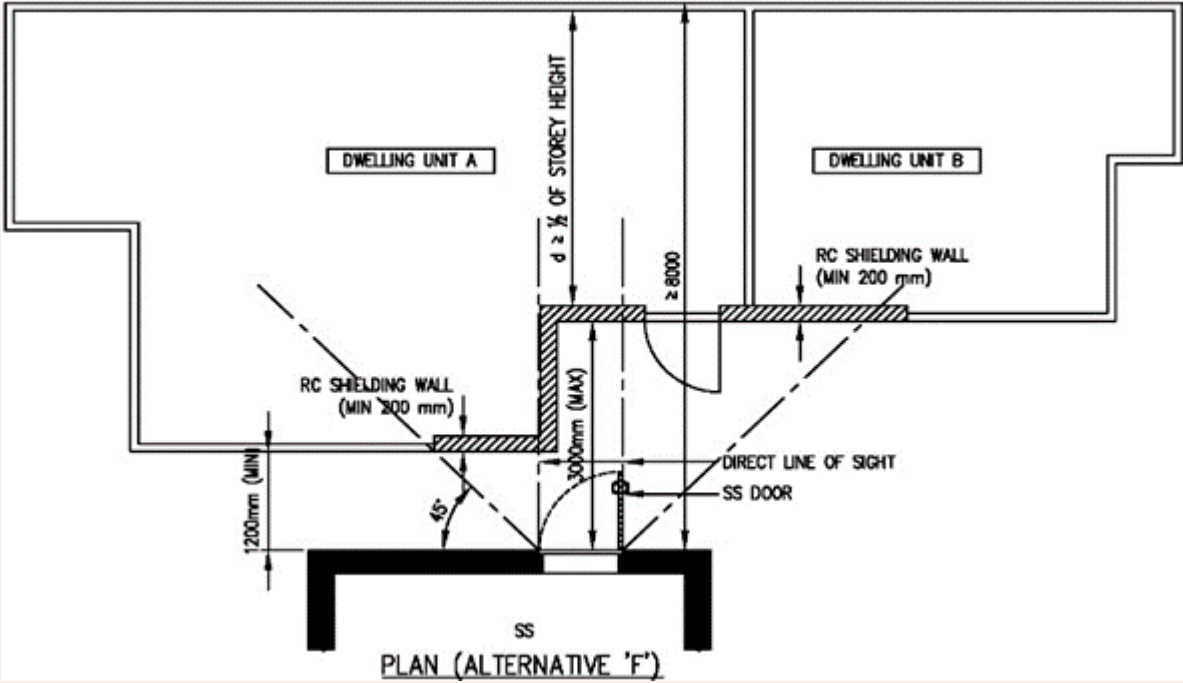 d ≥ ½ OF STOREY HEIGHT
DWELLING UNIT A
DWELLING UNIT B
≥8000
RC SHIELDING WALL
(MIN 200 mm)
RC SHIELDING WALL
(MIN 200 mm)
3000mm (MAX)
1200mm (MIN)
45°
DIRECT LINE OF SIGHT
SS DOOR
SS
PLAN (ALTERNATIVE 'F')